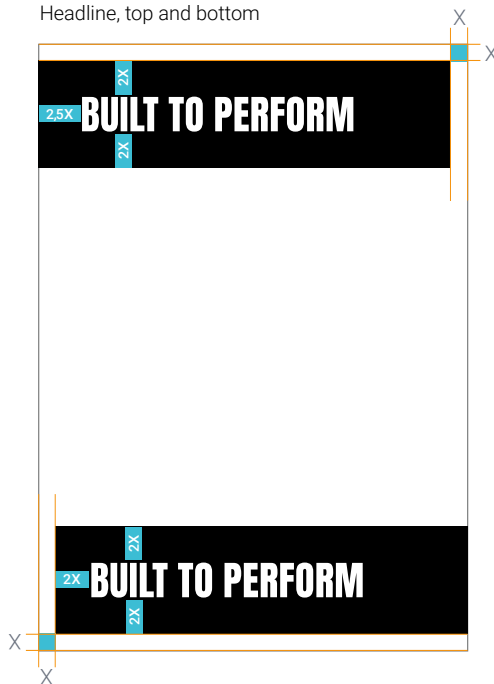 Headline, top and bottom
X
X
2X
2,5X
BUILT TO PERFORM
2X
2X
2X
BUILT TO PERFORM
2X
X
X